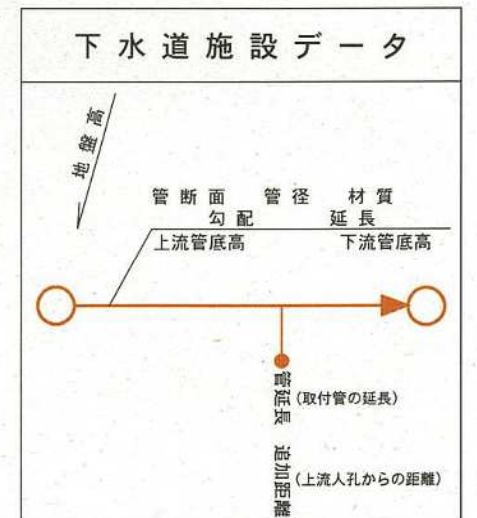 下水道施設データ
地盤高
管断面 管径 材質
勾配 延長
上流管底高 下流管底高
管延長 (取付管の延長)
追加距離 (上流人孔からの距離)